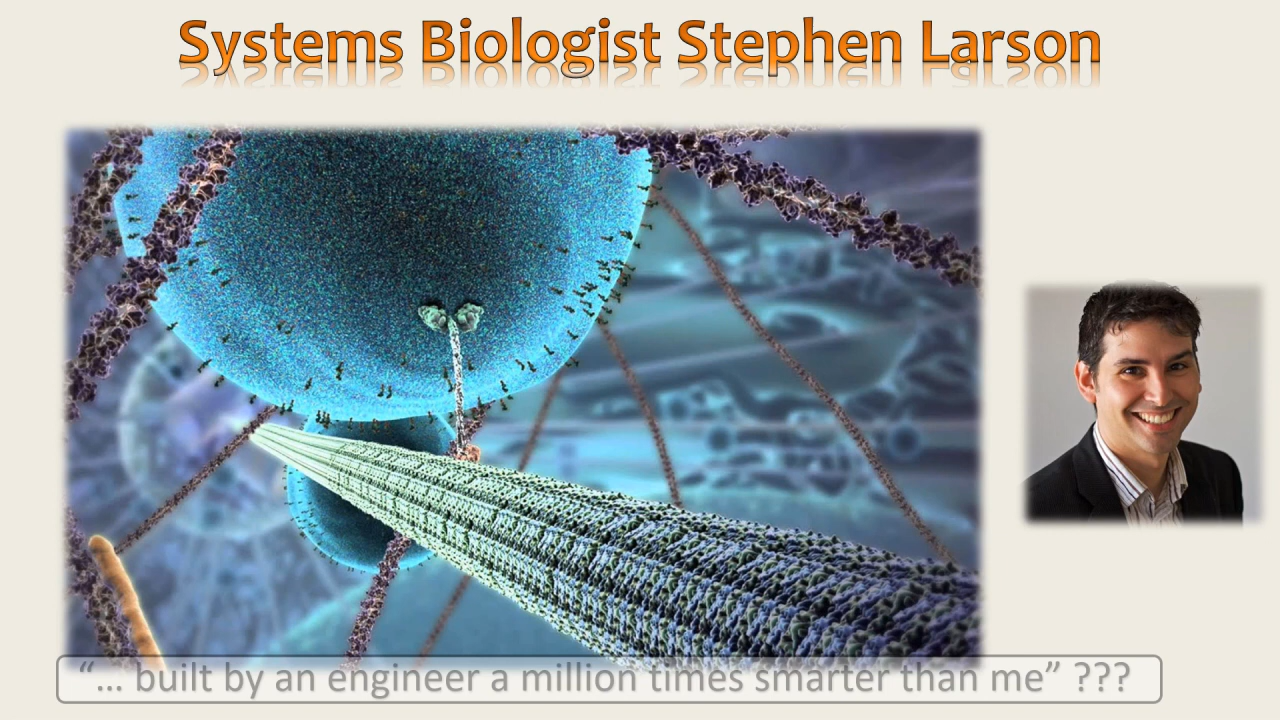 Systems Biologist Stephen Larson
“... built by an engineer a million times smarter than me” ???